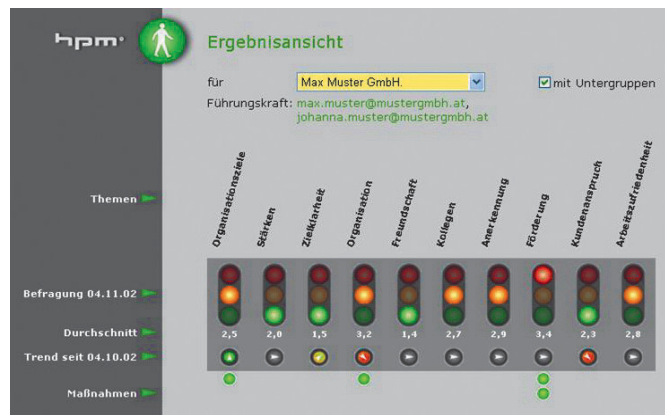 hpm
Ergebnisansicht
für Max Muster GmbH. mit Untergruppen
Führungskraft: max.muster@mustergmbh.at,
johanna.muster@mustergmbh.at
Themen
Organisationsziele
Stärken
Zielklarheit
Organisation
Freundschaft
Kollegen
Anerkennung
Förderung
Kundenanspruch
Arbeitszufriedenheit
Befragung 04.11.02
Durchschnitt 2,5 2,0 1,5 3,2 1,4 2,7 2,9 3,4 2,3 2,8
Trend seit 04.10.02
Maßnahmen